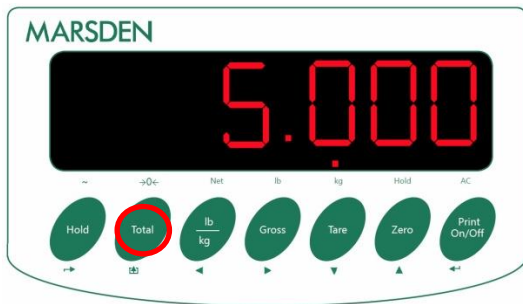 MARSDEN
5.000
~ →0← Net lb kg Hold AC
Hold Total lb/kg Gross Tare Zero Print On/Off